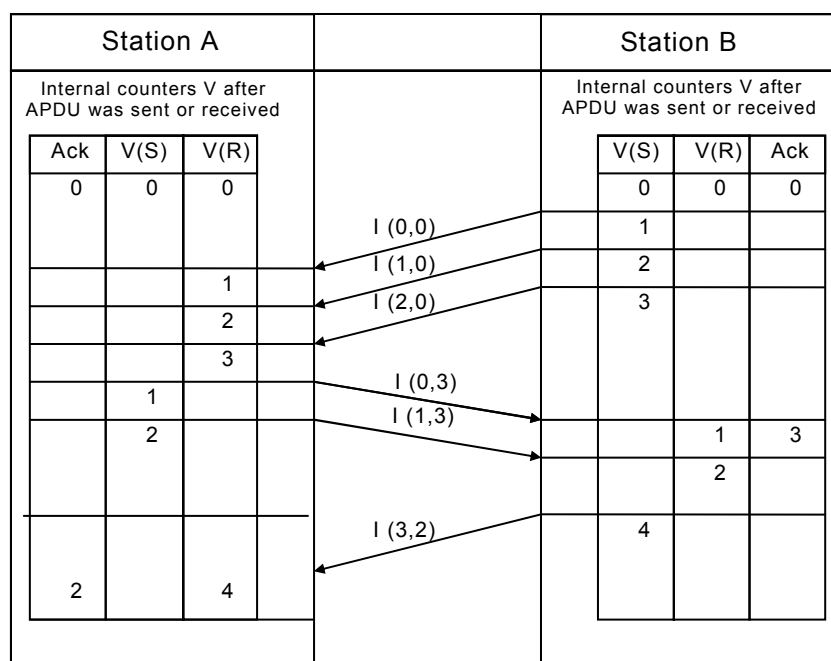 Station A
Station B
Internal counters V after
APDU was sent or received
Internal counters V after
APDU was sent or received
Ack V(S) V(R)
V(S) V(R) Ack
0 0 0
0 0 0
I (0,0)
1
I (1,0)
2
1
I (2,0)
3
2
3
I (0,3)
1
I (1,3)
2
1 3
2
I (3,2)
4
2 4